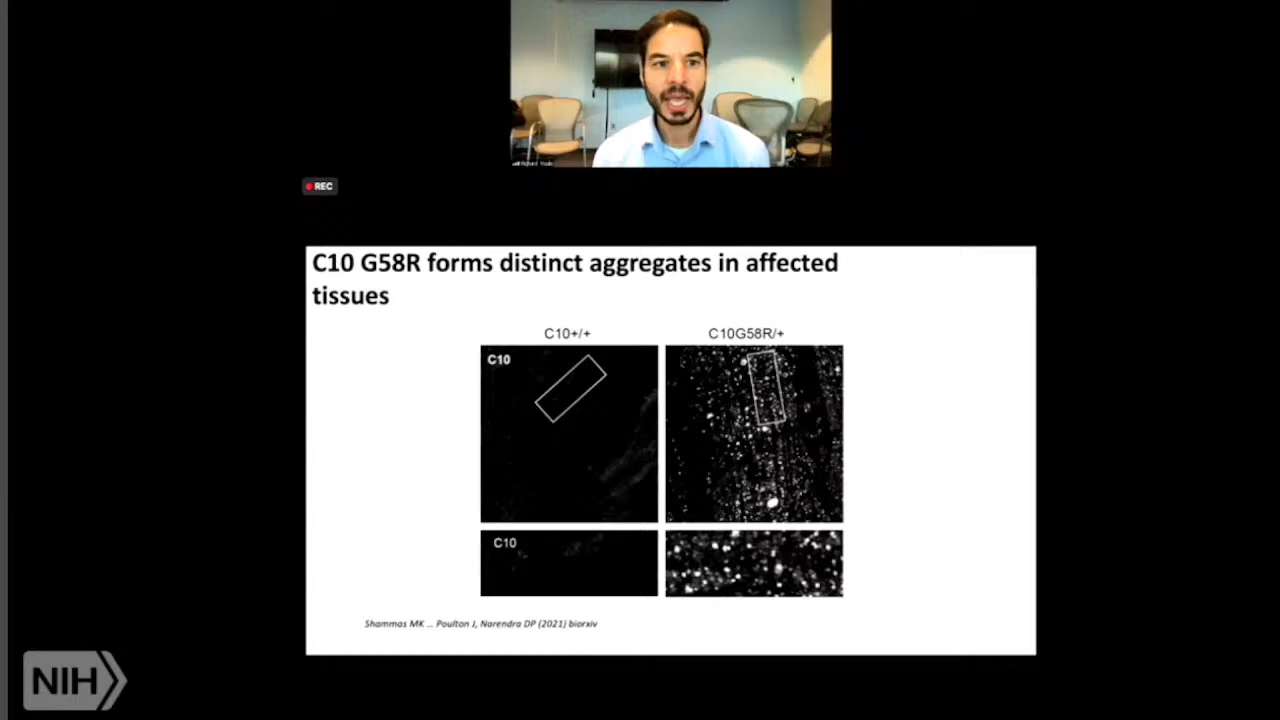 REC
C10 G58R forms distinct aggregates in affected
tissues
C10+/+
C10G58R/+
C10
C10
Shammas MK ... Poulton J, Narendra DP (2021) biorxiv
NIH